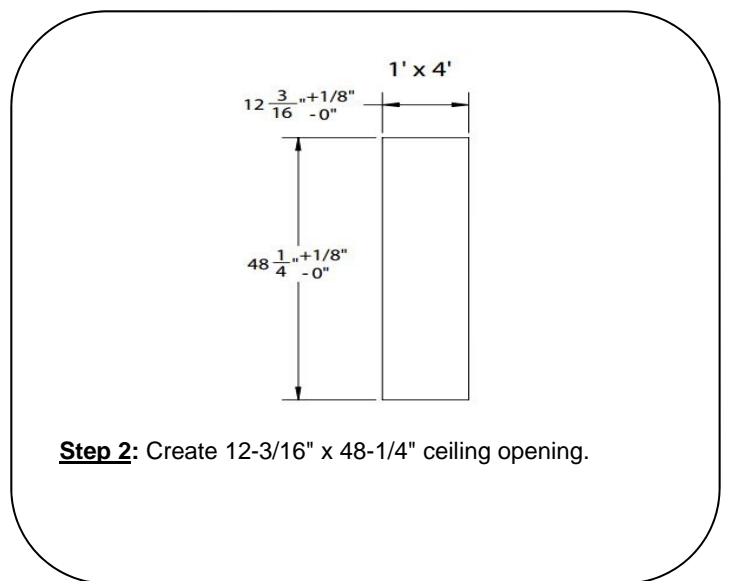 1' x 4'
12 3/16" +1/8"
-0"
48 1/4" +1/8"
-0"
Step 2: Create 12-3/16" x 48-1/4" ceiling opening.